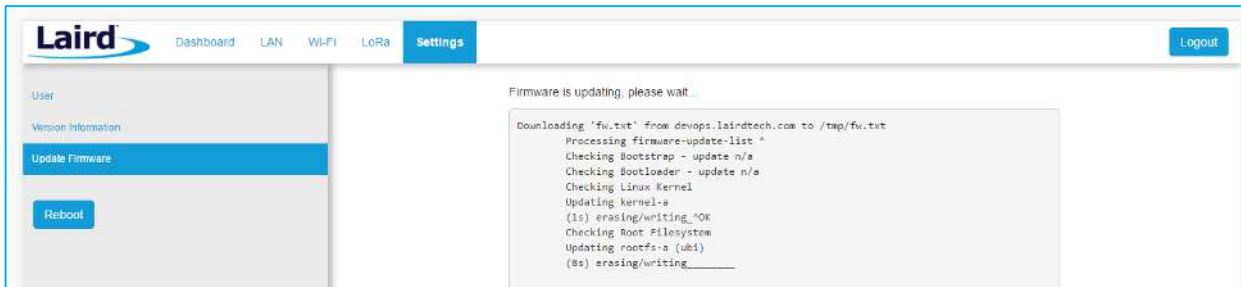 Laird Dashboard LAN Wi-Fi LoRa Settings Logout
User
Version Information
Update Firmware
Reboot
Firmware is updating, please wait...
Downloading 'fw.txt' from devops.lairdtech.com to /tmp/fw.txt
Processing firmware-update-list *
Checking Bootstrap - update n/a
Checking Bootloader - update n/a
Checking Linux Kernel
Updating kernel-a
(1s) erasing/writing_^OK
Checking Root Filesystem
Updating rootfs-a (ubi)
(8s) erasing/writing________